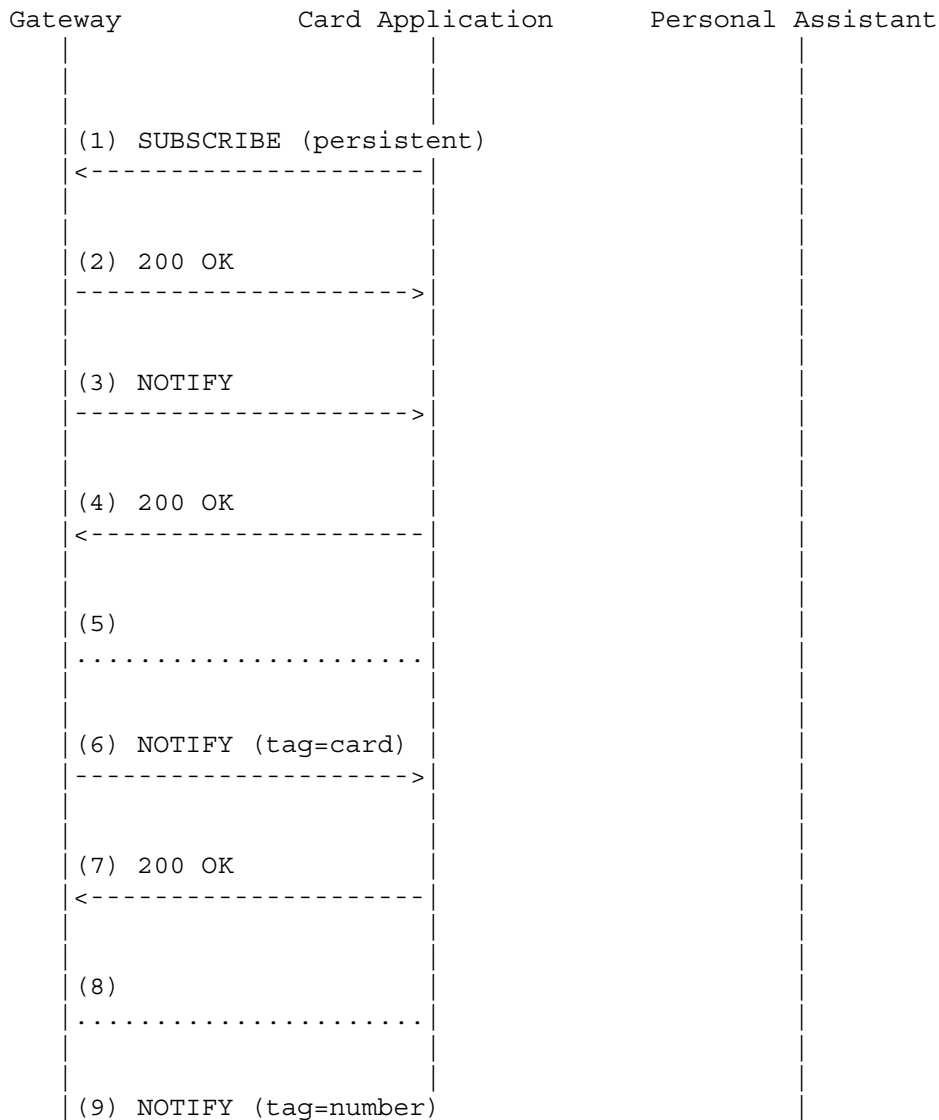 Gateway Card Application Personal Assistant
(1) SUBSCRIBE (persistent)
(2) 200 OK
(3) NOTIFY
(4) 200 OK
(5)
(6) NOTIFY (tag=card)
(7) 200 OK
(8)
(9) NOTIFY (tag=number)